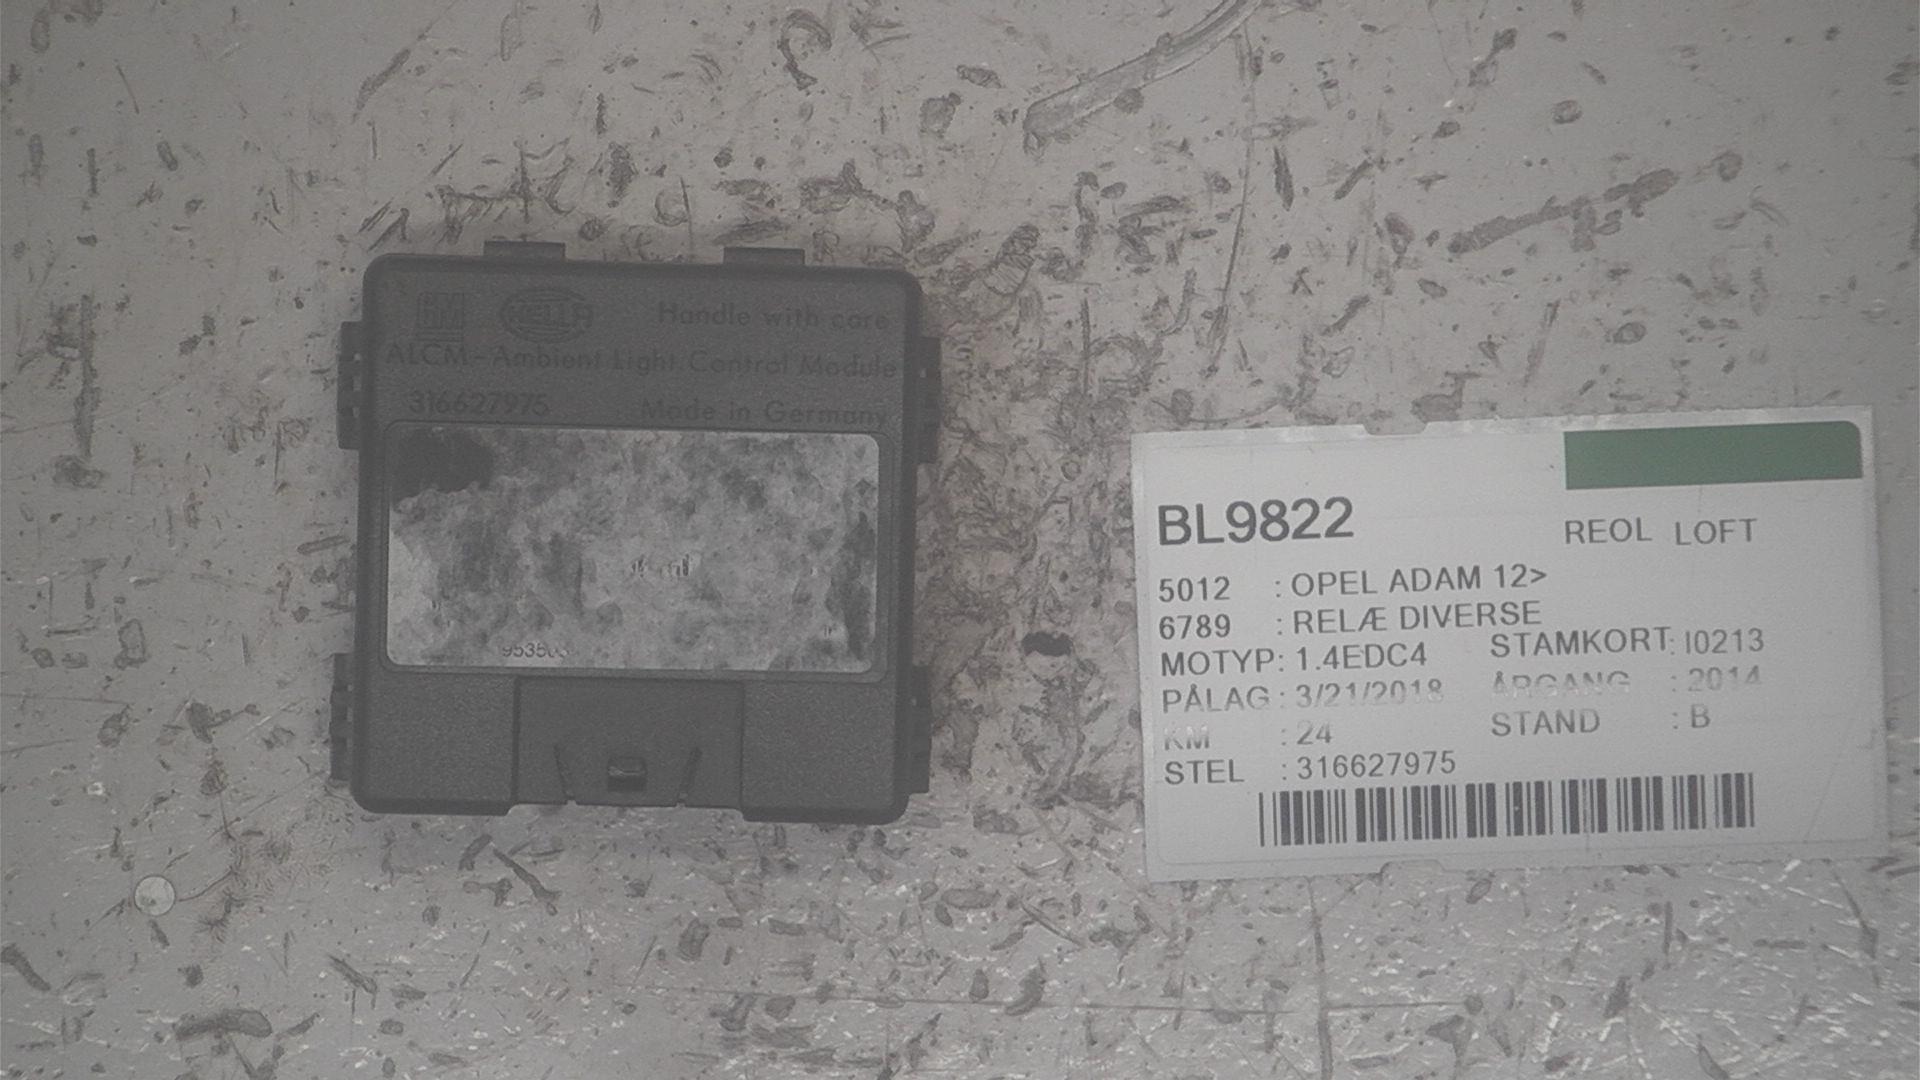 GM HELLA Handle with care
ALCM - Ambient Light Control Module
316627975 Made in Germany
BL9822
REOL LOFT
5012 : OPEL ADAM 12>
6789 : RELÆ DIVERSE
MOTYP: 1.4EDC4 STAMKORT: I0213
PÅLAG : 3/21/2018 ÅRGANG : 2014
KM : 24 STAND : B
STEL : 316627975